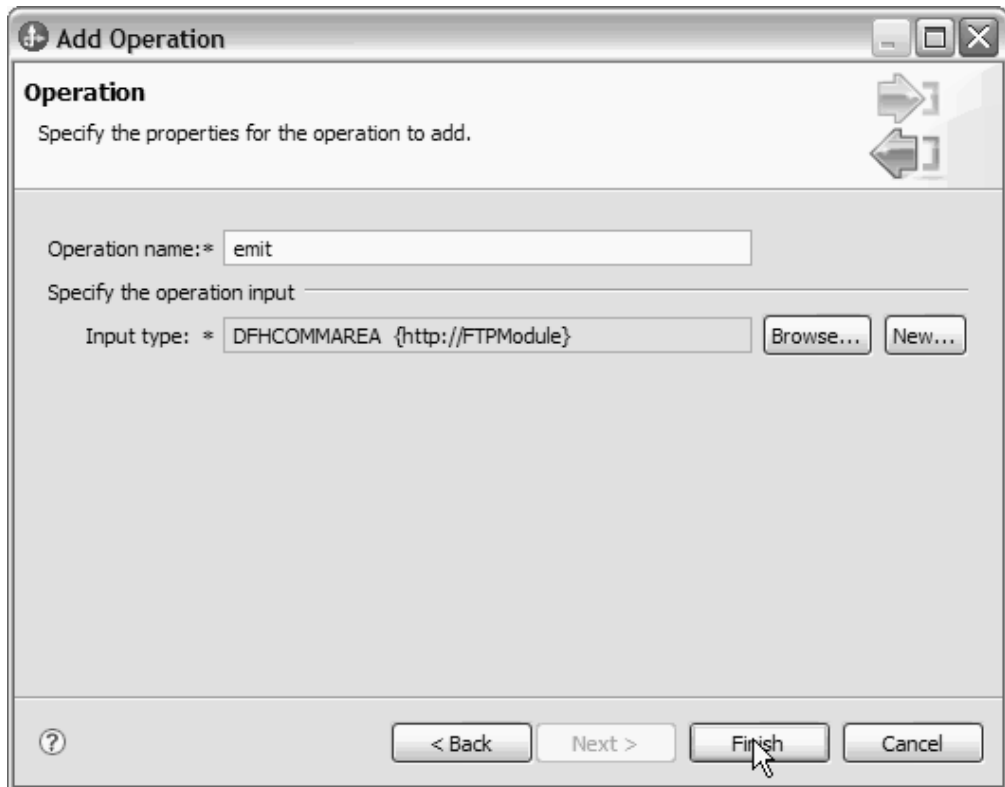 Add Operation
Operation
Specify the properties for the operation to add.
Operation name:* emit
Specify the operation input
Input type: * DFHCOMMAREA {http://FTPModule} Browse... New...
? < Back Next > Finish Cancel